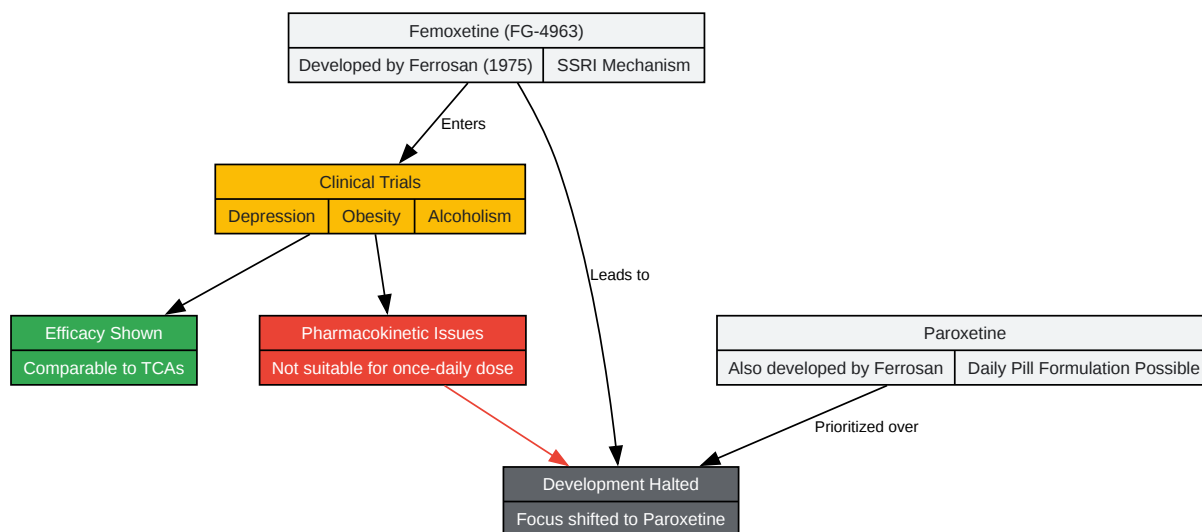 Femoxetine (FG-4963)
Developed by Ferrosan (1975)
SSRI Mechanism
Enters
Clinical Trials
Depression
Obesity
Alcoholism
Leads to
Efficacy Shown
Comparable to TCAs
Pharmacokinetic Issues
Not suitable for once-daily dose
Paroxetine
Also developed by Ferrosan
Daily Pill Formulation Possible
Prioritized over
Development Halted
Focus shifted to Paroxetine